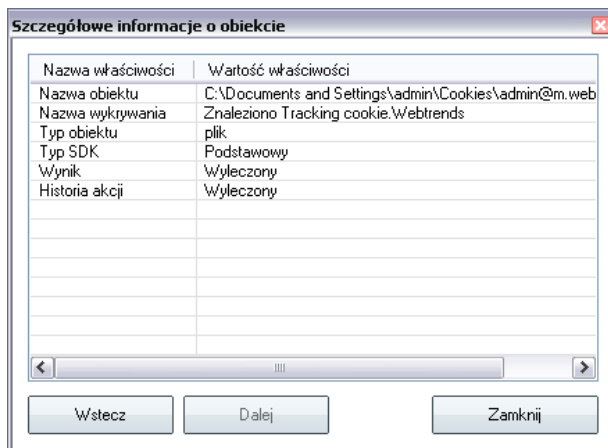 Szczegółowe informacje o obiekcie
Nazwa właściwości Wartość właściwości
Nazwa obiektu C:\Documents and Settings\admin\Cookies\admin@m.web
Nazwa wykrywania Znaleziono Tracking cookie.Webtrends
Typ obiektu plik
Typ SDK Podstawowy
Wynik Wyleczony
Historia akcji Wyleczony
Wstecz Dalej Zamknij